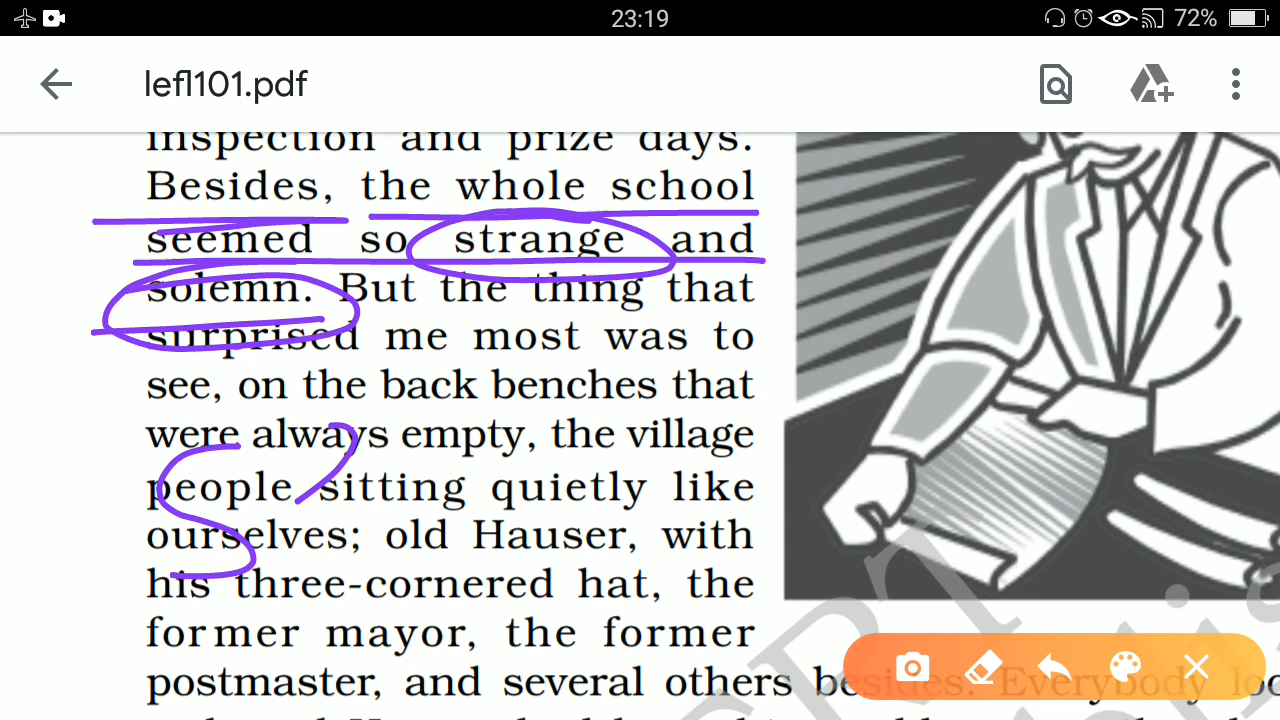 23:19
72%
lefl101.pdf
inspection and prize days.
Besides, the whole school
seemed so strange and
solemn. But the thing that
surprised me most was to
see, on the back benches that
were always empty, the village
people sitting quietly like
ourselves; old Hauser, with
his three-cornered hat, the
former mayor, the former
postmaster, and several others besides. Everybody